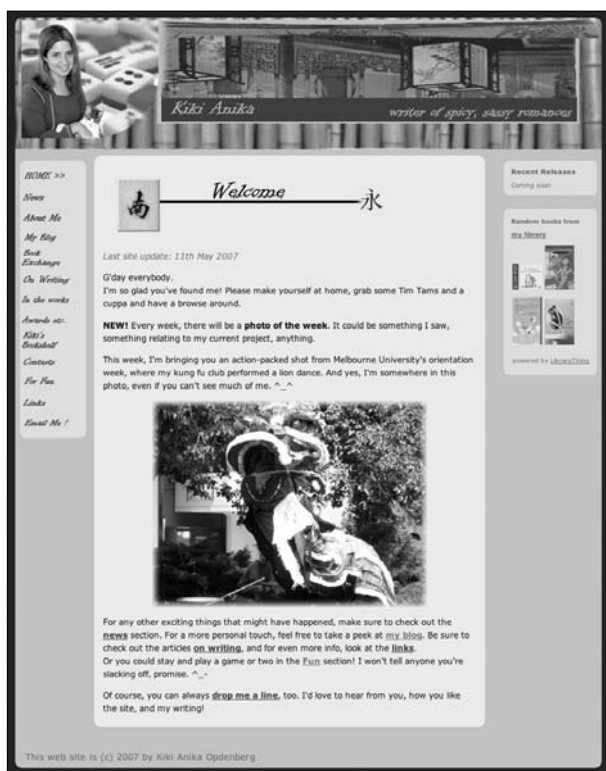 Kiki Anika
writer of spicy, sassy romances
HOME >>
News
About Me
My Blog
Book
Exchange
On Writing
In the works
Awards etc.
Kiki's
Bookshelf
Contests
For Fun
Links
Email Me !
南
Welcome
永
Last site update: 11th May 2007
G'day everybody.
I'm so glad you've found me! Please make yourself at home, grab some Tim Tams and a
cuppa and have a browse around.
NEW! Every week, there will be a photo of the week. It could be something I saw,
something relating to my current project, anything.
This week, I'm bringing you an action-packed shot from Melbourne University's orientation
week, where my kung fu club performed a lion dance. And yes, I'm somewhere in this
photo, even if you can't see much of me. ^_^
For any other exciting things that might have happened, make sure to check out the
news section. For a more personal touch, feel free to take a peek at my blog. Be sure to
check out the articles on writing, and for even more info, look at the links.
Or you could stay and play a game or two in the Fun section! I won't tell anyone you're
slacking off, promise. ^_-
Of course, you can always drop me a line, too. I'd love to hear from you, how you like
the site, and my writing!
Recent Releases
Coming soon
Random books from
my library
powered by LibraryThing
This web site is (c) 2007 by Kiki Anika Opdenberg